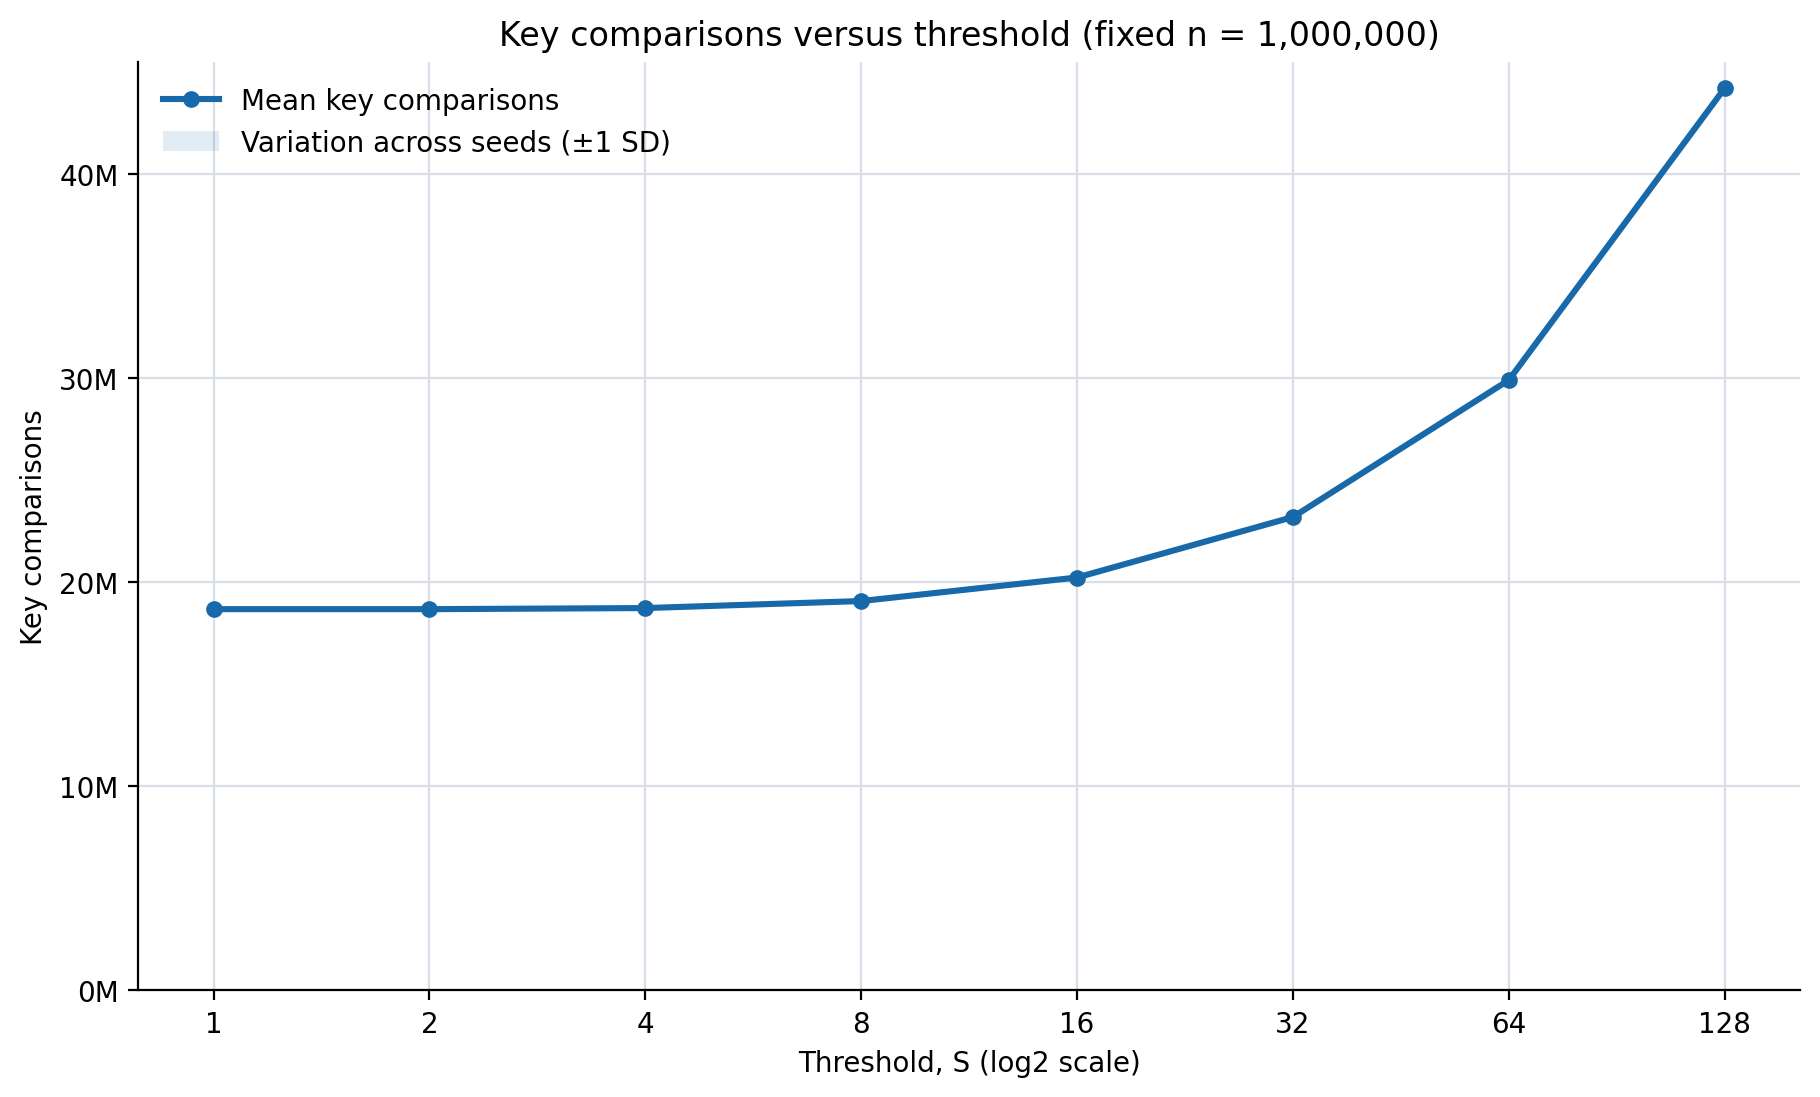 Key comparisons versus threshold (fixed n = 1,000,000)
Mean key comparisons
Variation across seeds (±1 SD)
40M
30M
20M
10M
0M
Key comparisons
1 2 4 8 16 32 64 128
Threshold, S (log2 scale)